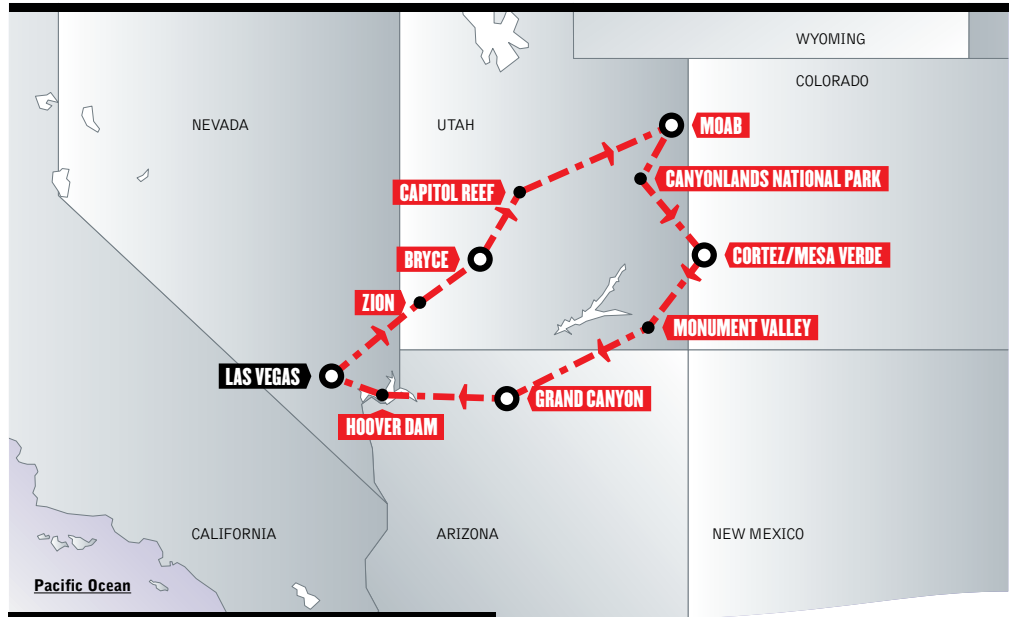 WYOMING
COLORADO
NEVADA
UTAH
MOAB
CANYONLANDS NATIONAL PARK
CAPITOL REEF
BRYCE
CORTEZ/MESA VERDE
ZION
MONUMENT VALLEY
LAS VEGAS
GRAND CANYON
HOOVER DAM
CALIFORNIA
ARIZONA
NEW MEXICO
Pacific Ocean